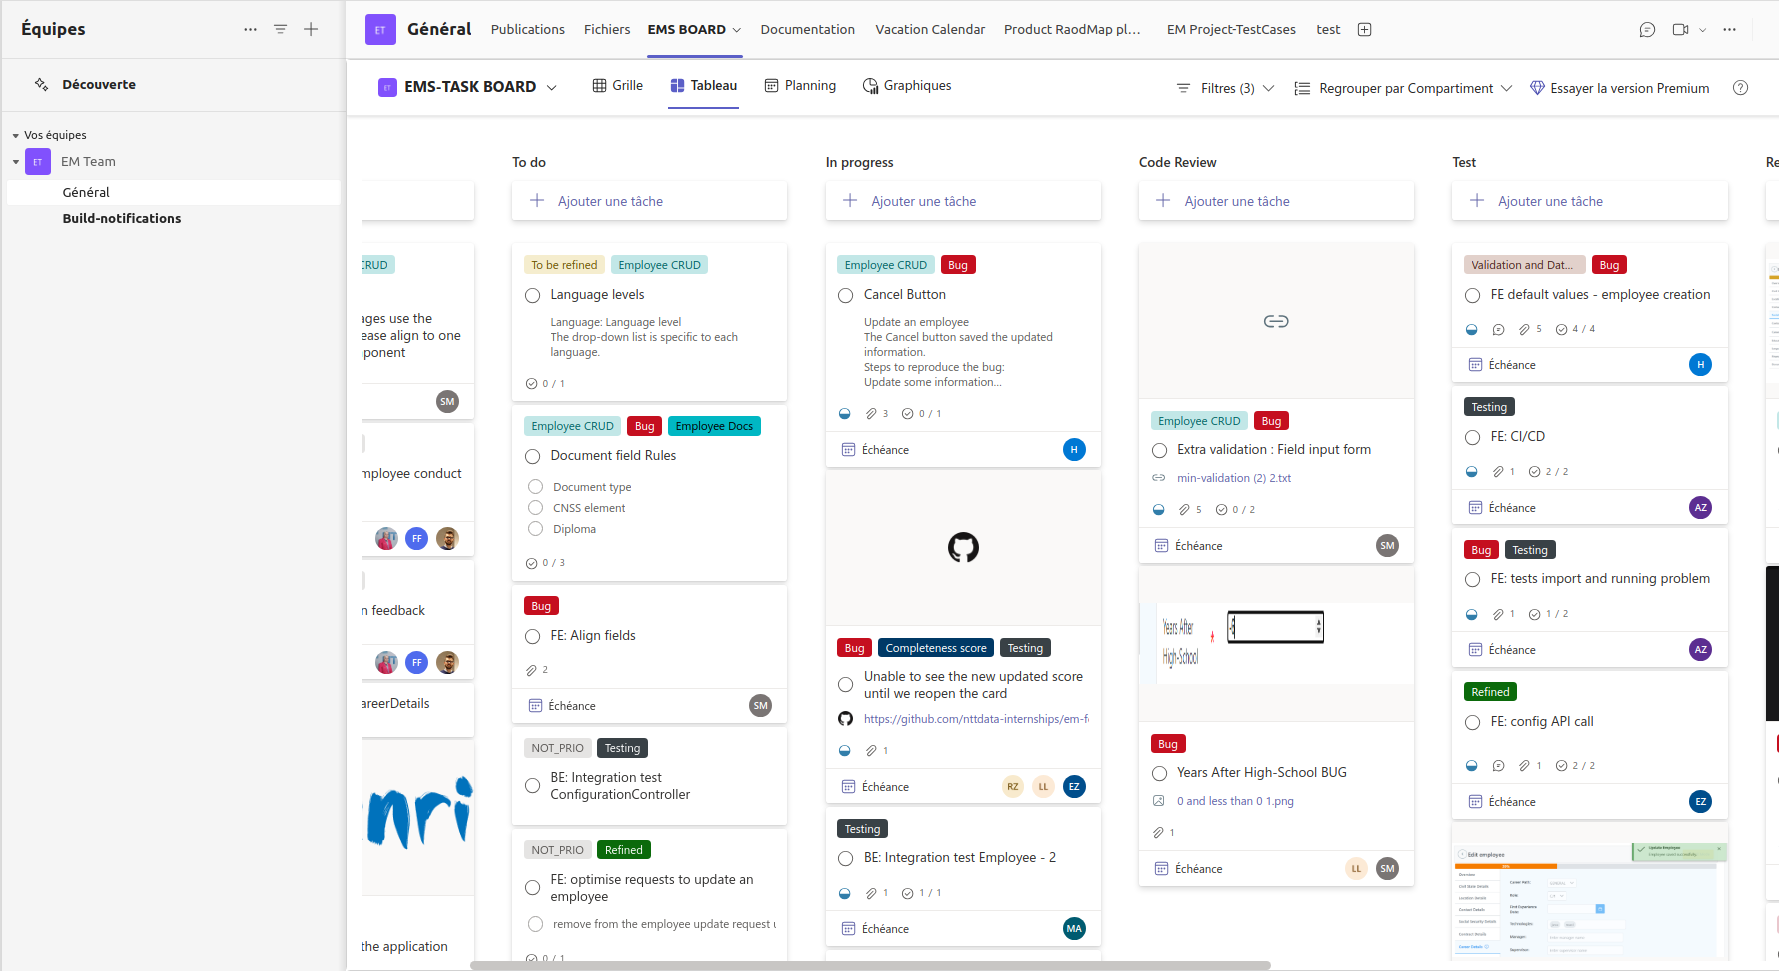 Équipes
Découverte
Vos équipes
ET
EM Team
Général
Build-notifications
ET
Général
Publications
Fichiers
EMS BOARD
Documentation
Vacation Calendar
Product RaodMap pl...
EM Project-TestCases
test
ET
EMS-TASK BOARD
Grille
Tableau
Planning
Graphiques
Filtres (3)
Regrouper par Compartiment
Essayer la version Premium
CRUD
ages use the
ease align to one
ponent
SM
mployee conduct
FF
n feedback
FF
areerDetails
nri
the application
To do
Ajouter une tâche
To be refined
Employee CRUD
Language levels
Language: Language level
The drop-down list is specific to each
language.
0 / 1
Employee CRUD
Bug
Employee Docs
Document field Rules
Document type
CNSS element
Diploma
0 / 3
Bug
FE: Align fields
2
Échéance
SM
NOT_PRIO
Testing
BE: Integration test
ConfigurationController
NOT_PRIO
Refined
FE: optimise requests to update an
employee
remove from the employee update request u
0 / 1
In progress
Ajouter une tâche
Employee CRUD
Bug
Cancel Button
Update an employee
The Cancel button saved the updated
information.
Steps to reproduce the bug:
Update some information...
3
0 / 1
Échéance
H
Bug
Completeness score
Testing
Unable to see the new updated score
until we reopen the card
https://github.com/nttdata-internships/em-f
1
Échéance
RZ
LL
EZ
Testing
BE: Integration test Employee - 2
1
1 / 1
Échéance
MA
Code Review
Ajouter une tâche
Employee CRUD
Bug
Extra validation : Field input form
min-validation (2) 2.txt
5
0 / 2
Échéance
SM
Years After
High-School
*
Bug
Years After High-School BUG
0 and less than 0 1.png
1
Échéance
LL
SM
Test
Ajouter une tâche
Validation and Dat...
Bug
FE default values - employee creation
5
4 / 4
Échéance
H
Testing
FE: CI/CD
1
2 / 2
Échéance
AZ
Bug
Testing
FE: tests import and running problem
1
1 / 2
Échéance
AZ
Refined
FE: config API call
1
2 / 2
Échéance
EZ
Edit employee
Update Employee
Re